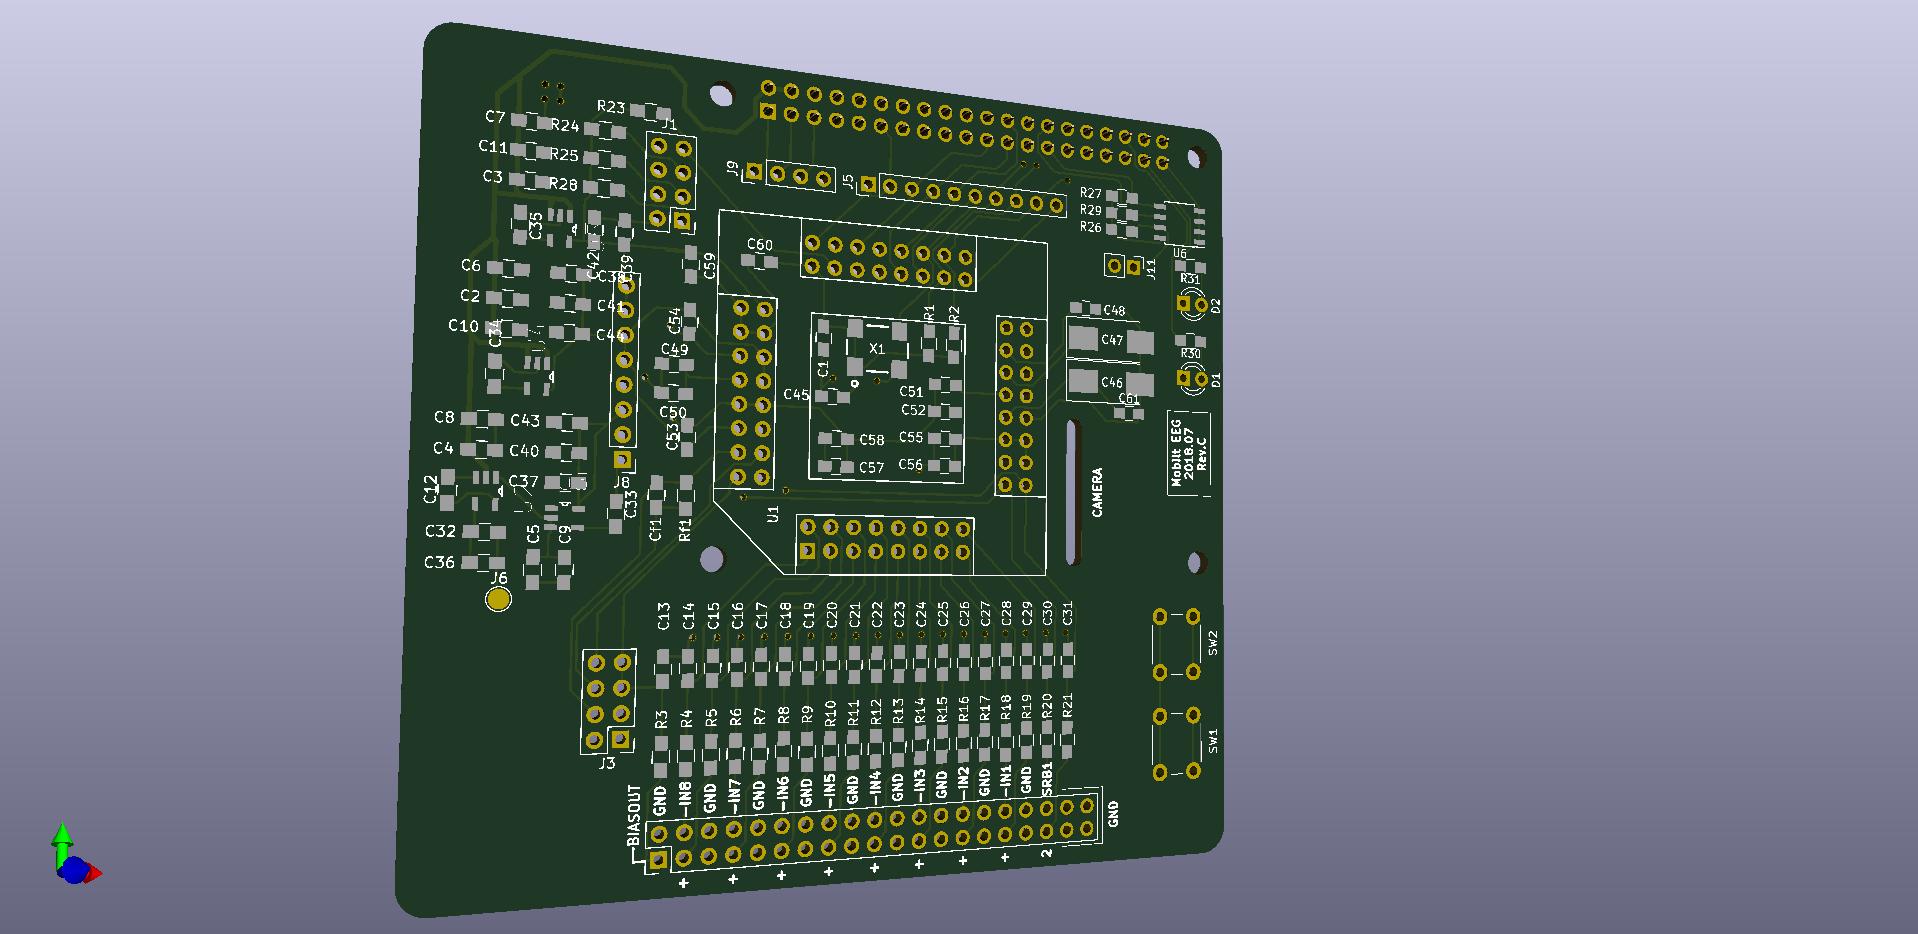 R23
J1
C7
R24
C11
R25
C3
R28
J9
J5
R27
R29
R26
U6
J11
R31
D2
R30
D1
C35
C42
C39
C59
C60
C6
C38
C2
C41
C10
C34
C44
C54
C49
C50
C53
R1
R2
X1
C1
C45
C51
C52
C58
C55
C57
C56
C48
C47
C46
C61
Mobilt EEG
2018.07
Rev.C
CAMERA
C8
C43
C4
C40
C12
C37
J8
C33
Cf1
Rf1
U1
C32
C5
C9
C36
J6
C13 C14 C15 C16 C17 C18 C19 C20 C21 C22 C23 C24 C25 C26 C27 C28 C29 C30 C31
SW2
R3 R4 R5 R6 R7 R8 R9 R10 R11 R12 R13 R14 R15 R16 R17 R18 R19 R20 R21
SW1
J3
BIASOUT GND -IN8 GND -IN7 GND -IN6 GND -IN5 GND -IN4 GND -IN3 GND -IN2 GND -IN1 GND SRB1
GND
+ + + + + + + + 2